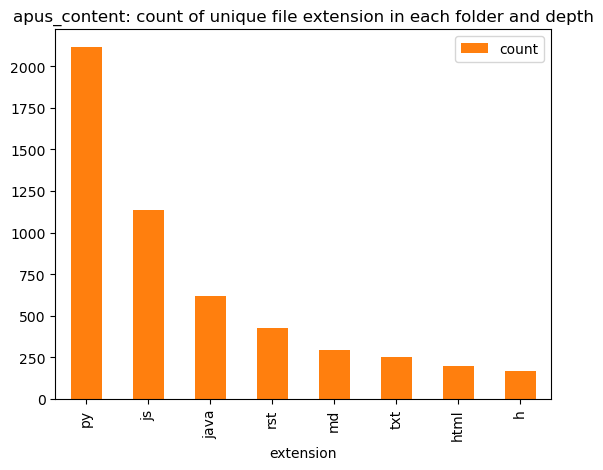 apus_content: count of unique file extension in each folder and depth
count
2000
1750
1500
1250
1000
750
500
250
0
py
js
java
rst
md
txt
html
h
extension